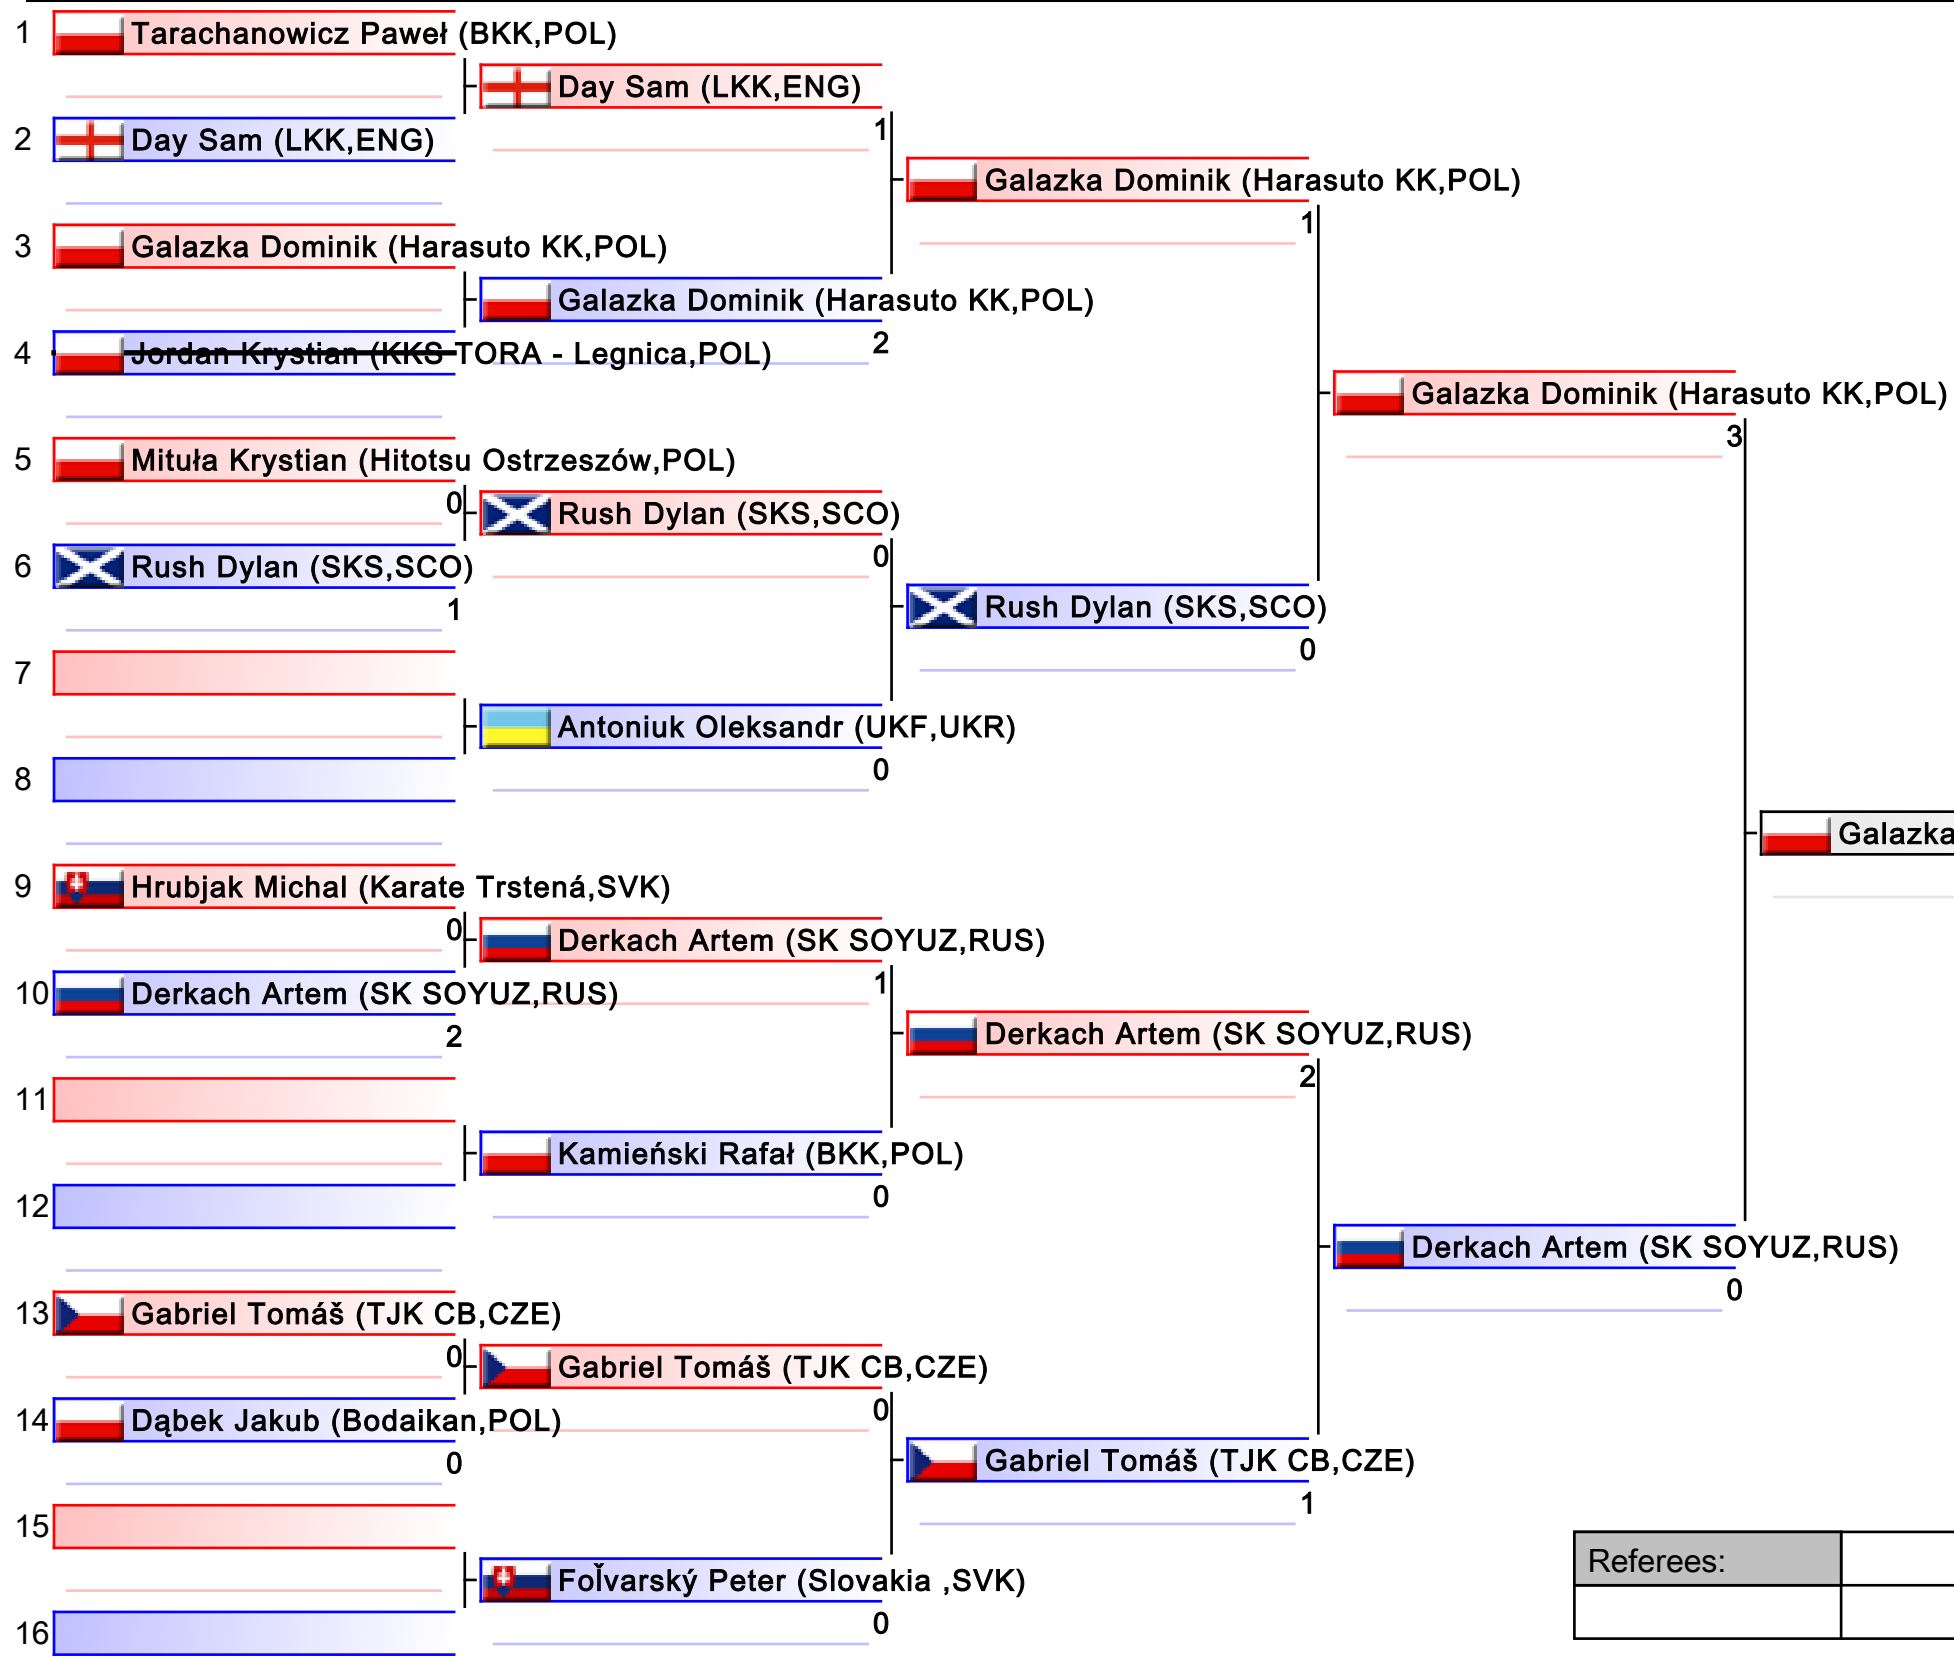 1 Tarachanowicz Paweł (BKK,POL)
Day Sam (LKK,ENG)
1
2 Day Sam (LKK,ENG)
Galazka Dominik (Harasuto KK,POL)
1
3 Galazka Dominik (Harasuto KK,POL)
Galazka Dominik (Harasuto KK,POL)
2
4 Jordan Krystian (KKS TORA - Legnica,POL)
Galazka Dominik (Harasuto KK,POL)
3
5 Mituła Krystian (Hitotsu Ostrzeszów,POL)
0
Rush Dylan (SKS,SCO)
0
6 Rush Dylan (SKS,SCO)
1
Rush Dylan (SKS,SCO)
0
7
Antoniuk Oleksandr (UKF,UKR)
0
8
Galazka
9 Hrubjak Michal (Karate Trstená,SVK)
0
Derkach Artem (SK SOYUZ,RUS)
1
10 Derkach Artem (SK SOYUZ,RUS)
2
Derkach Artem (SK SOYUZ,RUS)
2
11
Kamieński Rafał (BKK,POL)
0
12
Derkach Artem (SK SOYUZ,RUS)
0
13 Gabriel Tomáš (TJK CB,CZE)
0
Gabriel Tomáš (TJK CB,CZE)
0
14 Dąbek Jakub (Bodaikan,POL)
0
Gabriel Tomáš (TJK CB,CZE)
1
15
Foľvarský Peter (Slovakia ,SVK)
0
16
Referees: